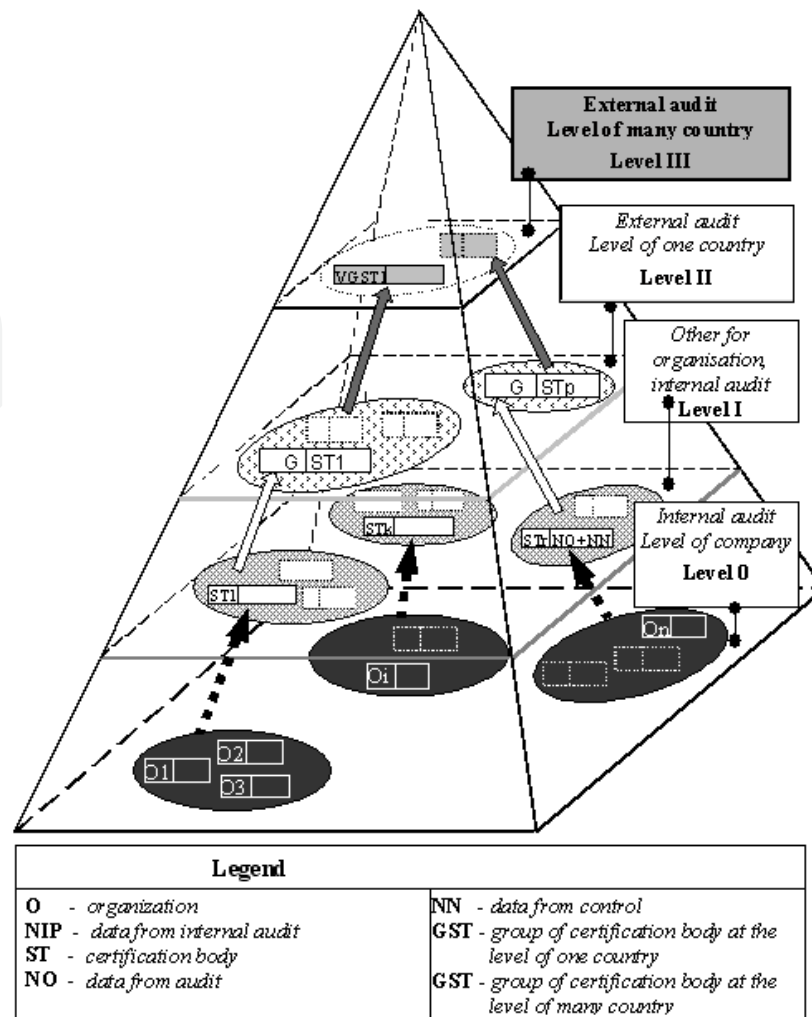 External audit
Level of many country
Level III
External audit
Level of one country
Level II
VGST1
Other for
organisation,
internal audit
Level I
G STp
G ST1
STk
Internal audit
Level of company
Level 0
NO+NN
ST1
On
Oi
O2
O1
O3
Legend
O - organization
NIP - data from internal audit
ST - certification body
NO - data from audit
NN - data from control
GST - group of certification body at the
level of one country
GST - group of certification body at the
level of many country